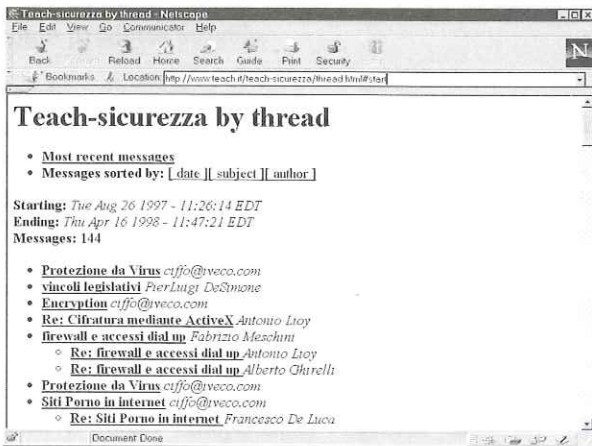 Teach-sicurezza by thread - Netscape
File Edit View Go Communicator Help
Back Reload Home Search Guide Print Security
N
Bookmarks Location: http://www.teach.it/teach-sicurezza/thread.html#start
Teach-sicurezza by thread
• Most recent messages
• Messages sorted by: [ date ][ subject ][ author ]
Starting: Tue Aug 26 1997 - 11:26:14 EDT
Ending: Thu Apr 16 1998 - 11:47:21 EDT
Messages: 144
• Protezione da Virus ciffo@iveco.com
• vincoli legislativi PierLuigi DeSimone
• Encryption ciffo@iveco.com
• Re: Cifratura mediante ActiveX Antonio Lioy
• firewall e accessi dial up Fabrizio Meschini
○ Re: firewall e accessi dial up Antonio Lioy
○ Re: firewall e accessi dial up Alberto Ghirelli
• Protezione da Virus ciffo@iveco.com
• Siti Porno in internet ciffo@iveco.com
○ Re: Siti Porno in internet Francesco De Luca
Document Done